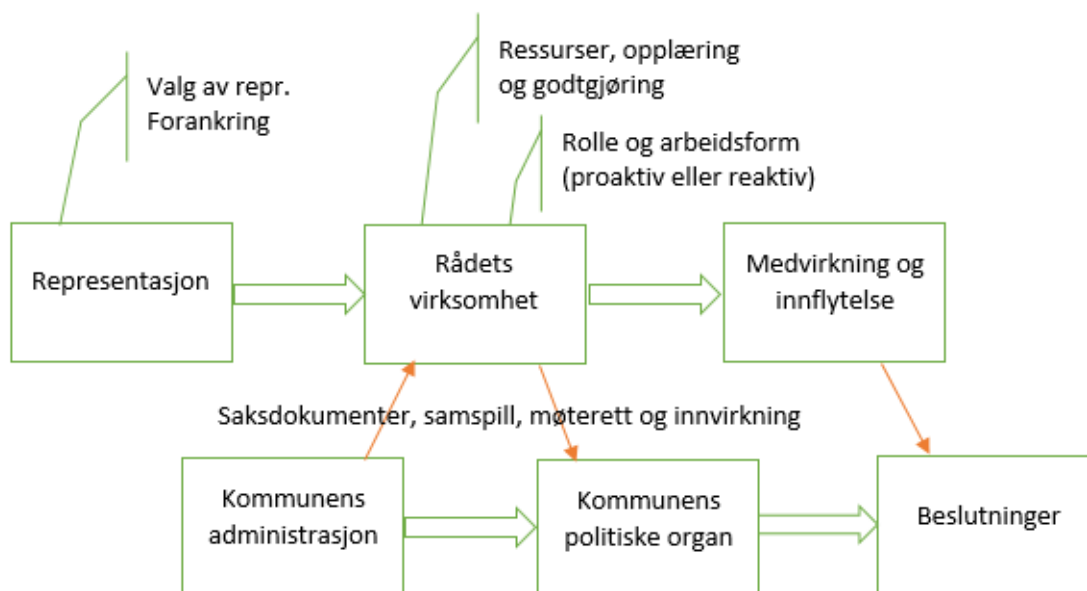 Valg av repr.
Forankring
Ressurser, opplæring
og godtgjøring
Rolle og arbeidsform
(proaktiv eller reaktiv)
Representasjon
Rådets
virksomhet
Medvirkning og
innflytelse
Saksdokumenter, samspill, møterett og innvirkning
Kommunens
administrasjon
Kommunens
politiske organ
Beslutninger